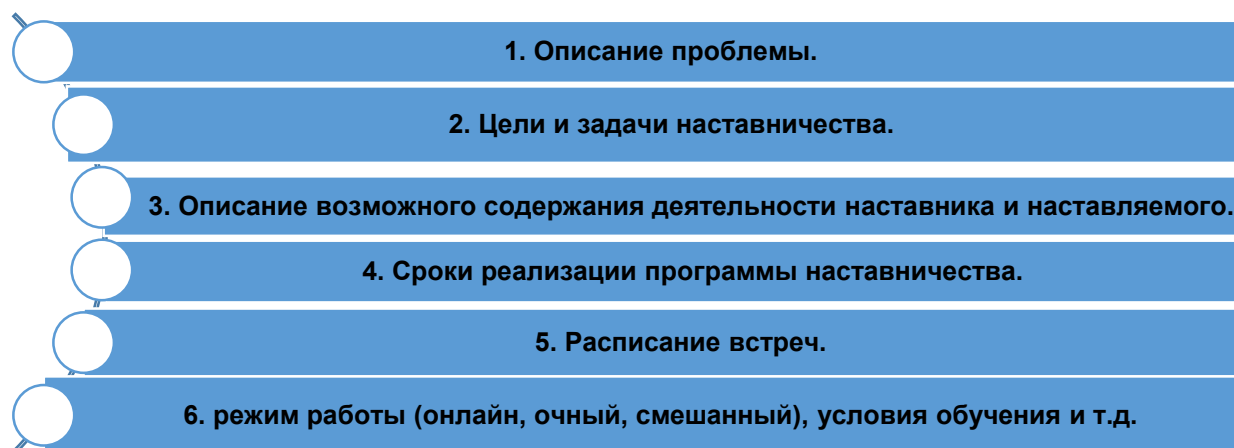 1. Описание проблемы.
2. Цели и задачи наставничества.
3. Описание возможного содержания деятельности наставника и наставляемого.
4. Сроки реализации программы наставничества.
5. Расписание встреч.
6. режим работы (онлайн, очный, смешанный), условия обучения и т.д.